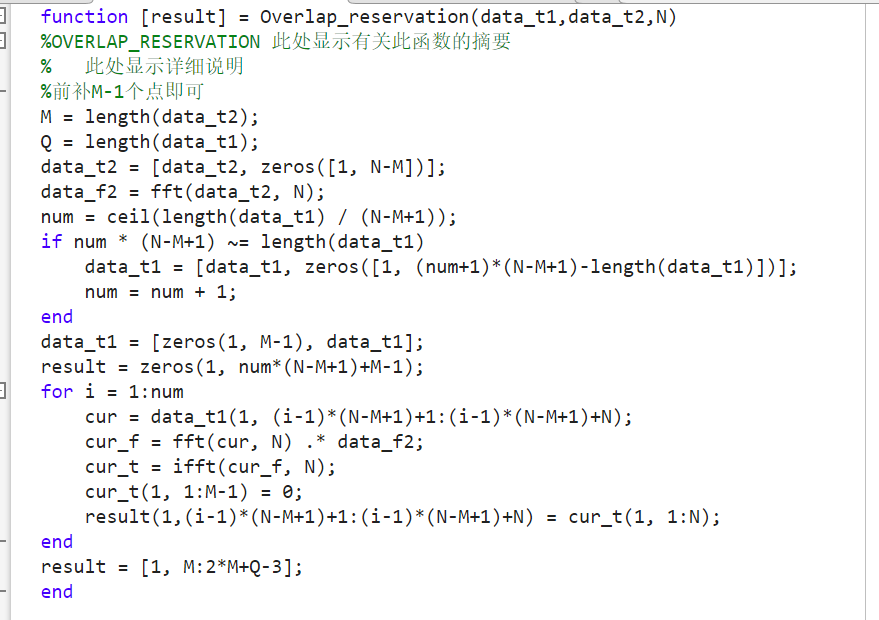 function [result] = Overlap_reservation(data_t1,data_t2,N)
%OVERLAP_RESERVATION 此处显示有关此函数的摘要
%   此处显示详细说明
%前补M-1个点即可
M = length(data_t2);
Q = length(data_t1);
data_t2 = [data_t2, zeros([1, N-M])];
data_f2 = fft(data_t2, N);
num = ceil(length(data_t1) / (N-M+1));
if num * (N-M+1) ~= length(data_t1)
    data_t1 = [data_t1, zeros([1, (num+1)*(N-M+1)-length(data_t1)])];
    num = num + 1;
end
data_t1 = [zeros(1, M-1), data_t1];
result = zeros(1, num*(N-M+1)+M-1);
for i = 1:num
    cur = data_t1(1, (i-1)*(N-M+1)+1:(i-1)*(N-M+1)+N);
    cur_f = fft(cur, N) .* data_f2;
    cur_t = ifft(cur_f, N);
    cur_t(1, 1:M-1) = 0;
    result(1,(i-1)*(N-M+1)+1:(i-1)*(N-M+1)+N) = cur_t(1, 1:N);
end
result = [1, M:2*M+Q-3];
end